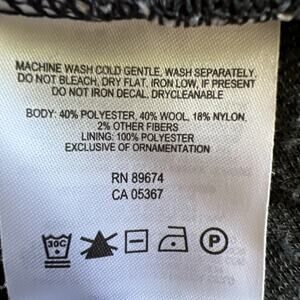 MACHINE WASH COLD GENTLE, WASH SEPARATELY.
DO NOT BLEACH, DRY FLAT. IRON LOW, IF PRESENT
DO NOT IRON DECAL, DRYCLEANABLE
BODY: 40% POLYESTER, 40% WOOL, 18% NYLON,
2% OTHER FIBERS
LINING: 100% POLYESTER
EXCLUSIVE OF ORNAMENTATION
RN 89674
CA 05367
30C P